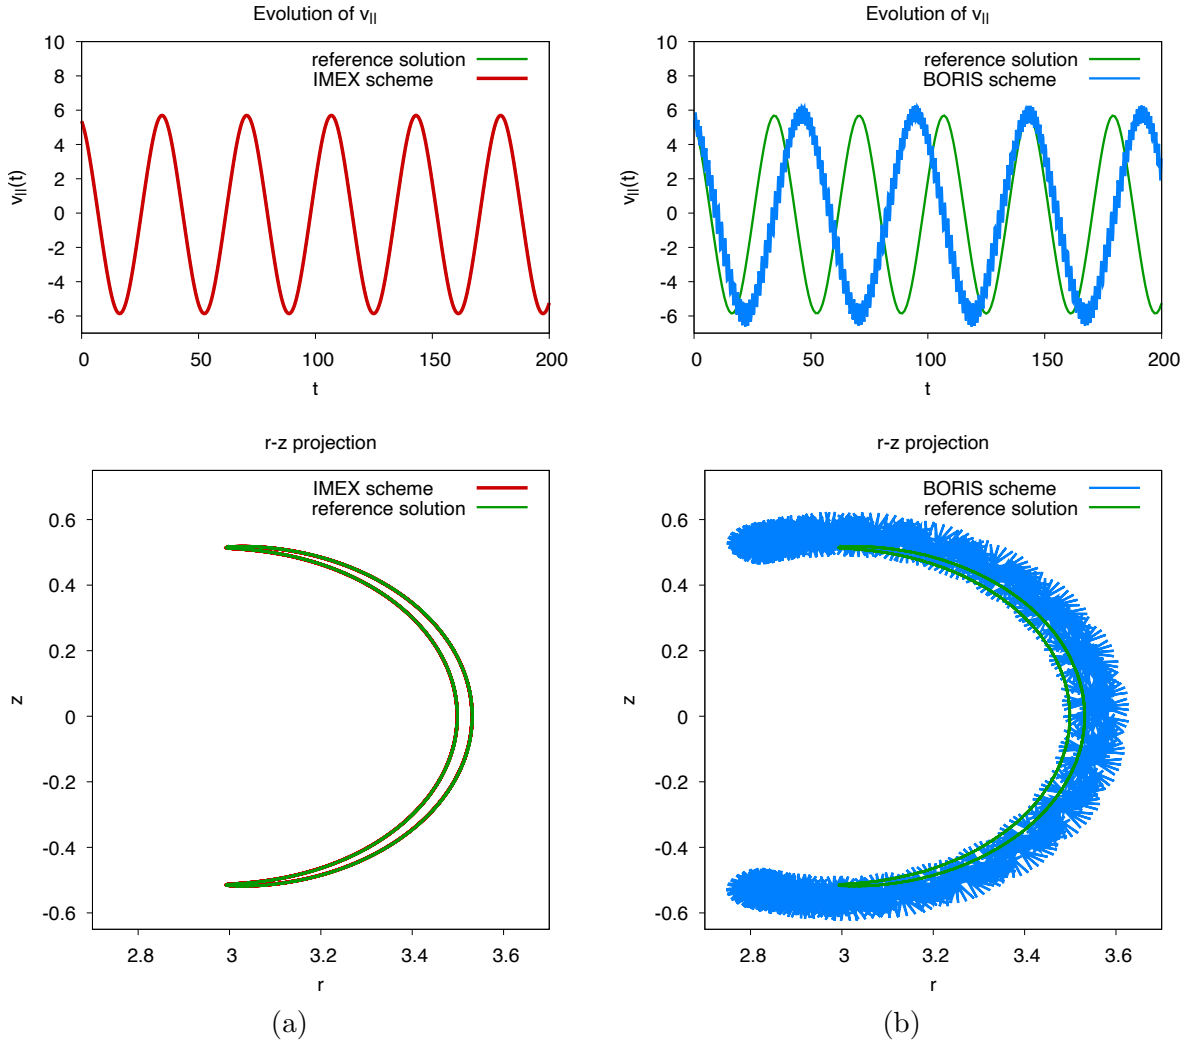 Evolution of v||
reference solution
IMEX scheme
10
8
6
4
2
0
-2
-4
-6
v||(t)
0
50
100
150
200
t
Evolution of v||
reference solution
BORIS scheme
10
8
6
4
2
0
-2
-4
-6
v||(t)
0
50
100
150
200
t
r-z projection
IMEX scheme
reference solution
0.6
0.4
0.2
0
-0.2
-0.4
-0.6
z
2.8
3
3.2
3.4
3.6
r
(a)
r-z projection
BORIS scheme
reference solution
0.6
0.4
0.2
0
-0.2
-0.4
-0.6
z
2.8
3
3.2
3.4
3.6
r
(b)